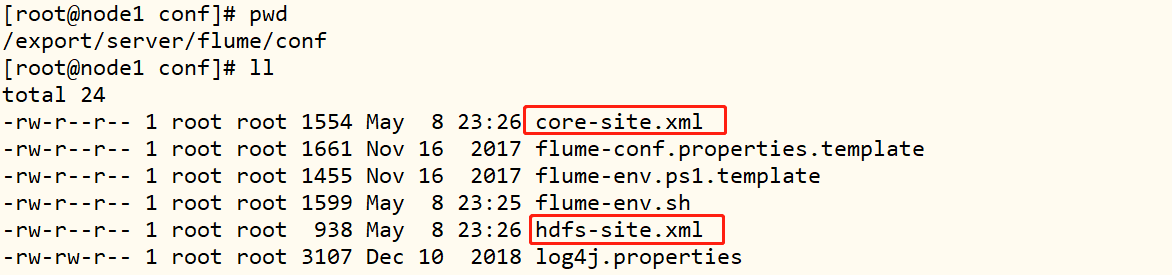 [root@node1 conf]# pwd
/export/server/flume/conf
[root@node1 conf]# ll
total 24
-rw-r--r-- 1 root root 1554 May  8 23:26 core-site.xml
-rw-r--r-- 1 root root 1661 Nov 16  2017 flume-conf.properties.template
-rw-r--r-- 1 root root 1455 Nov 16  2017 flume-env.ps1.template
-rw-r--r-- 1 root root 1599 May  8 23:25 flume-env.sh
-rw-r--r-- 1 root root  938 May  8 23:26 hdfs-site.xml
-rw-rw-r-- 1 root root 3107 Dec 10  2018 log4j.properties